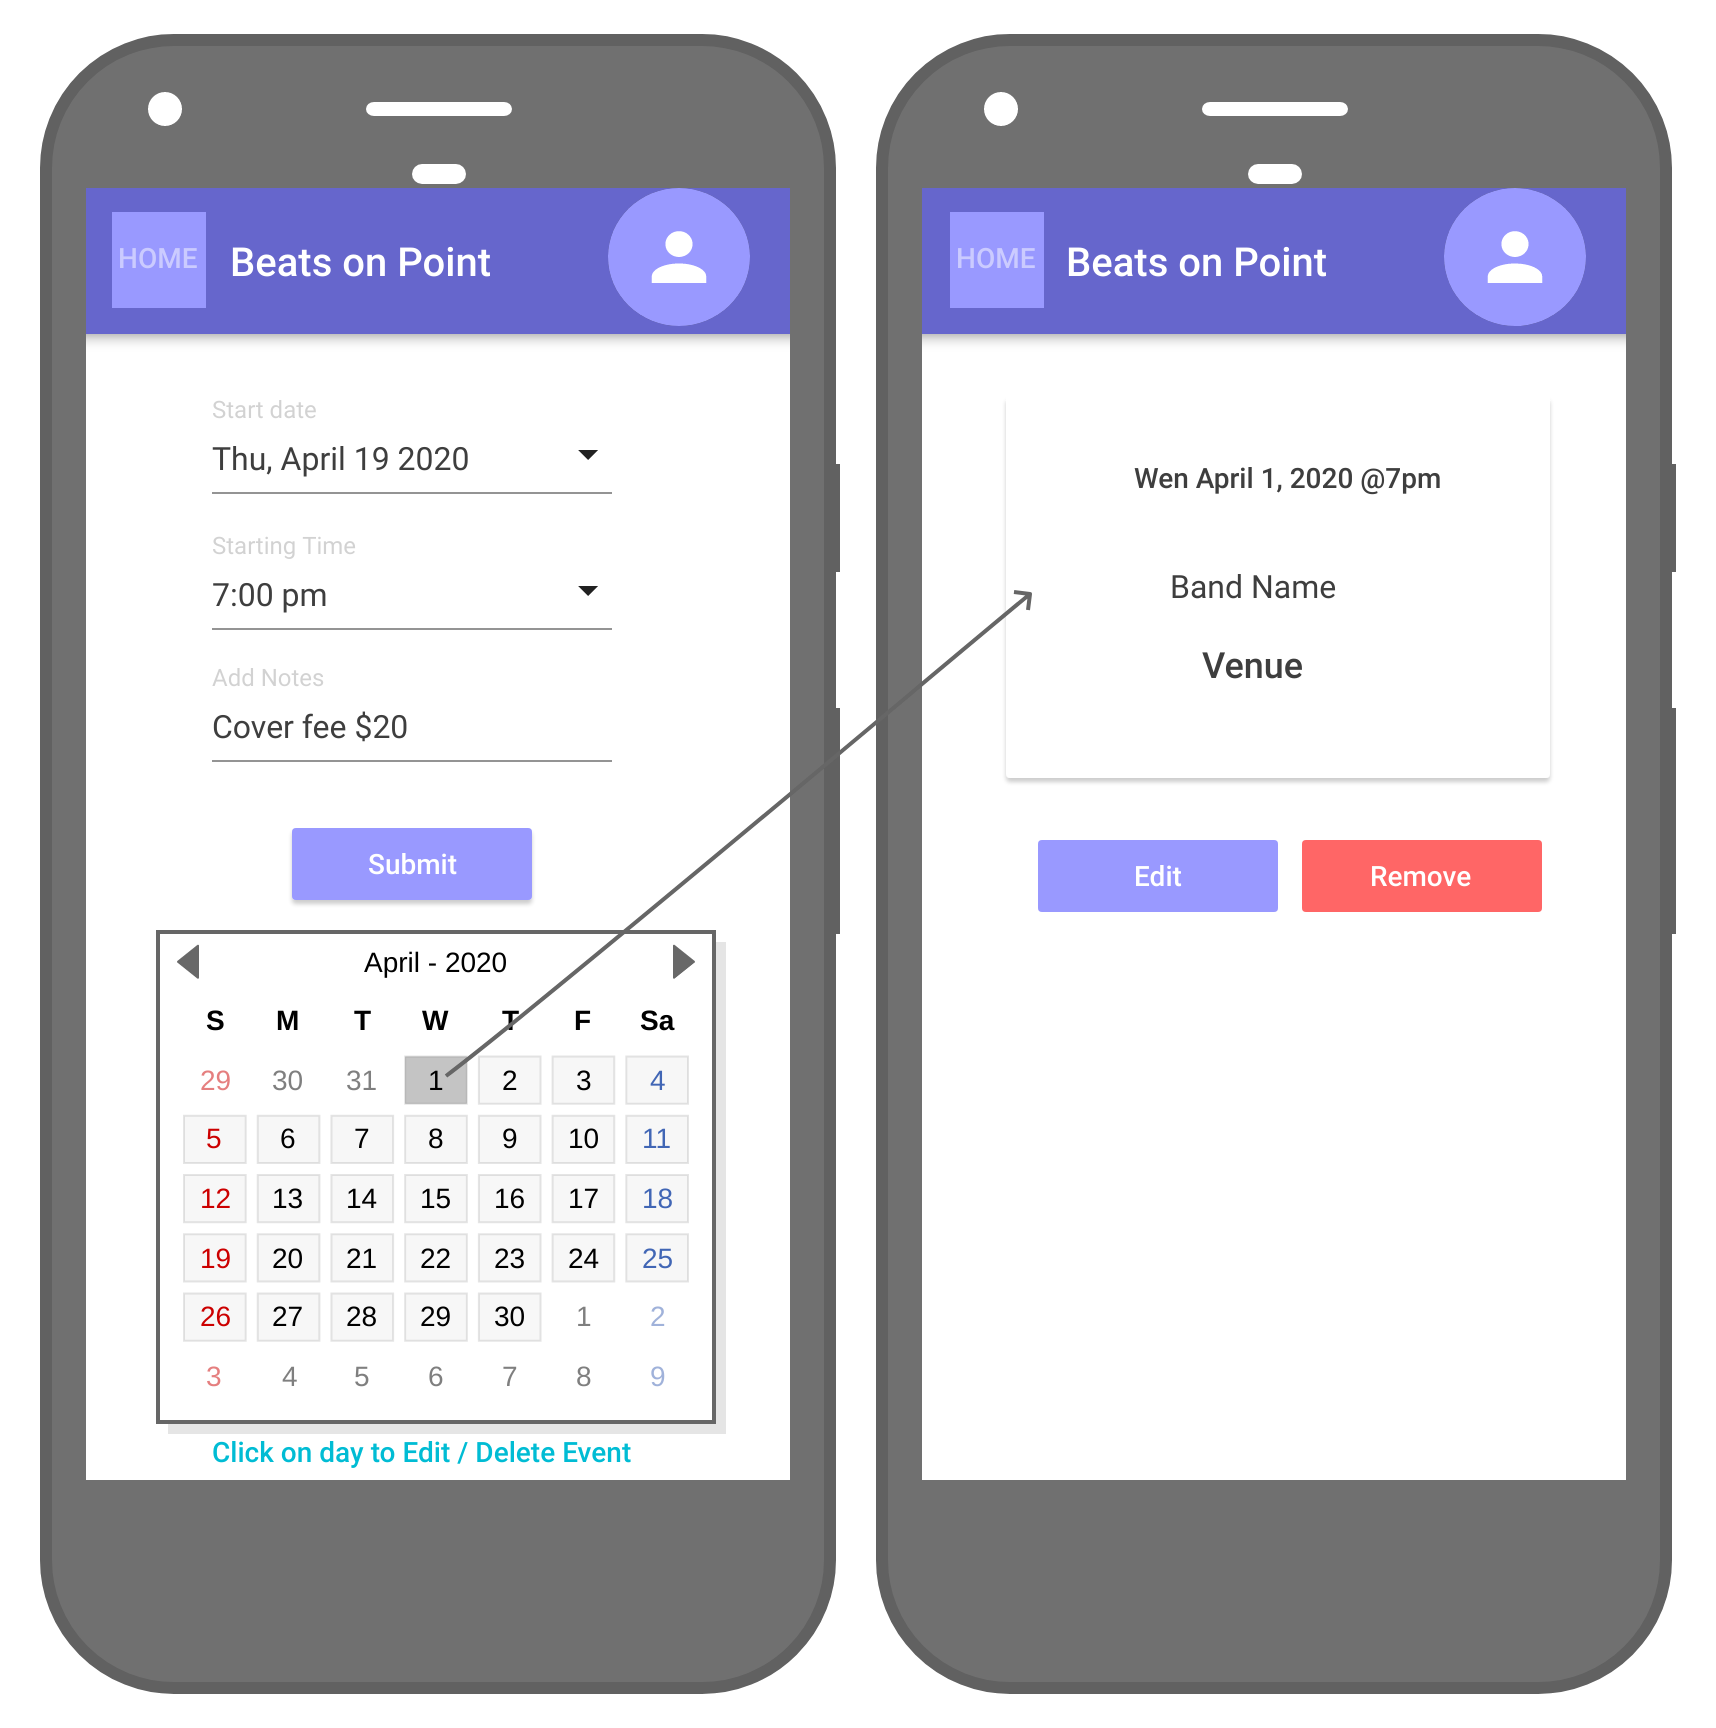 HOME Beats on Point
Start date
Thu, April 19 2020
Starting Time
7:00 pm
Add Notes
Cover fee $20
Submit
April - 2020
S M T W T F Sa
29 30 31 1 2 3 4
5 6 7 8 9 10 11
12 13 14 15 16 17 18
19 20 21 22 23 24 25
26 27 28 29 30 1 2
3 4 5 6 7 8 9
Click on day to Edit / Delete Event
HOME Beats on Point
Wen April 1, 2020 @7pm
Band Name
Venue
Edit Remove